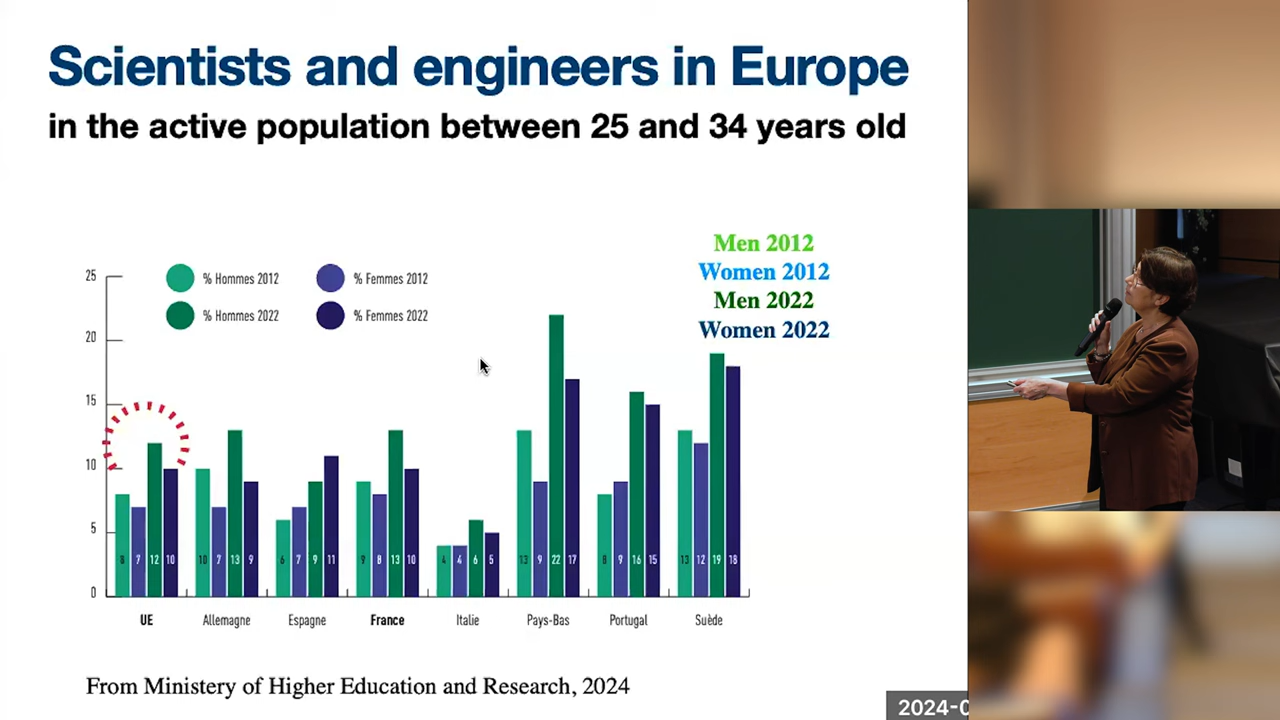 Scientists and engineers in Europe
in the active population between 25 and 34 years old
Men 2012
Women 2012
Men 2022
Women 2022
% Hommes 2012
% Femmes 2012
% Hommes 2022
% Femmes 2022
25
20
15
10
5
0
8 7 12 10
10 7 13 9
6 7 9 11
9 8 13 10
4 4 6 5
13 9 22 17
8 9 16 15
13 12 19 18
UE Allemagne Espagne France Italie Pays-Bas Portugal Suède
From Ministery of Higher Education and Research, 2024
2024-0